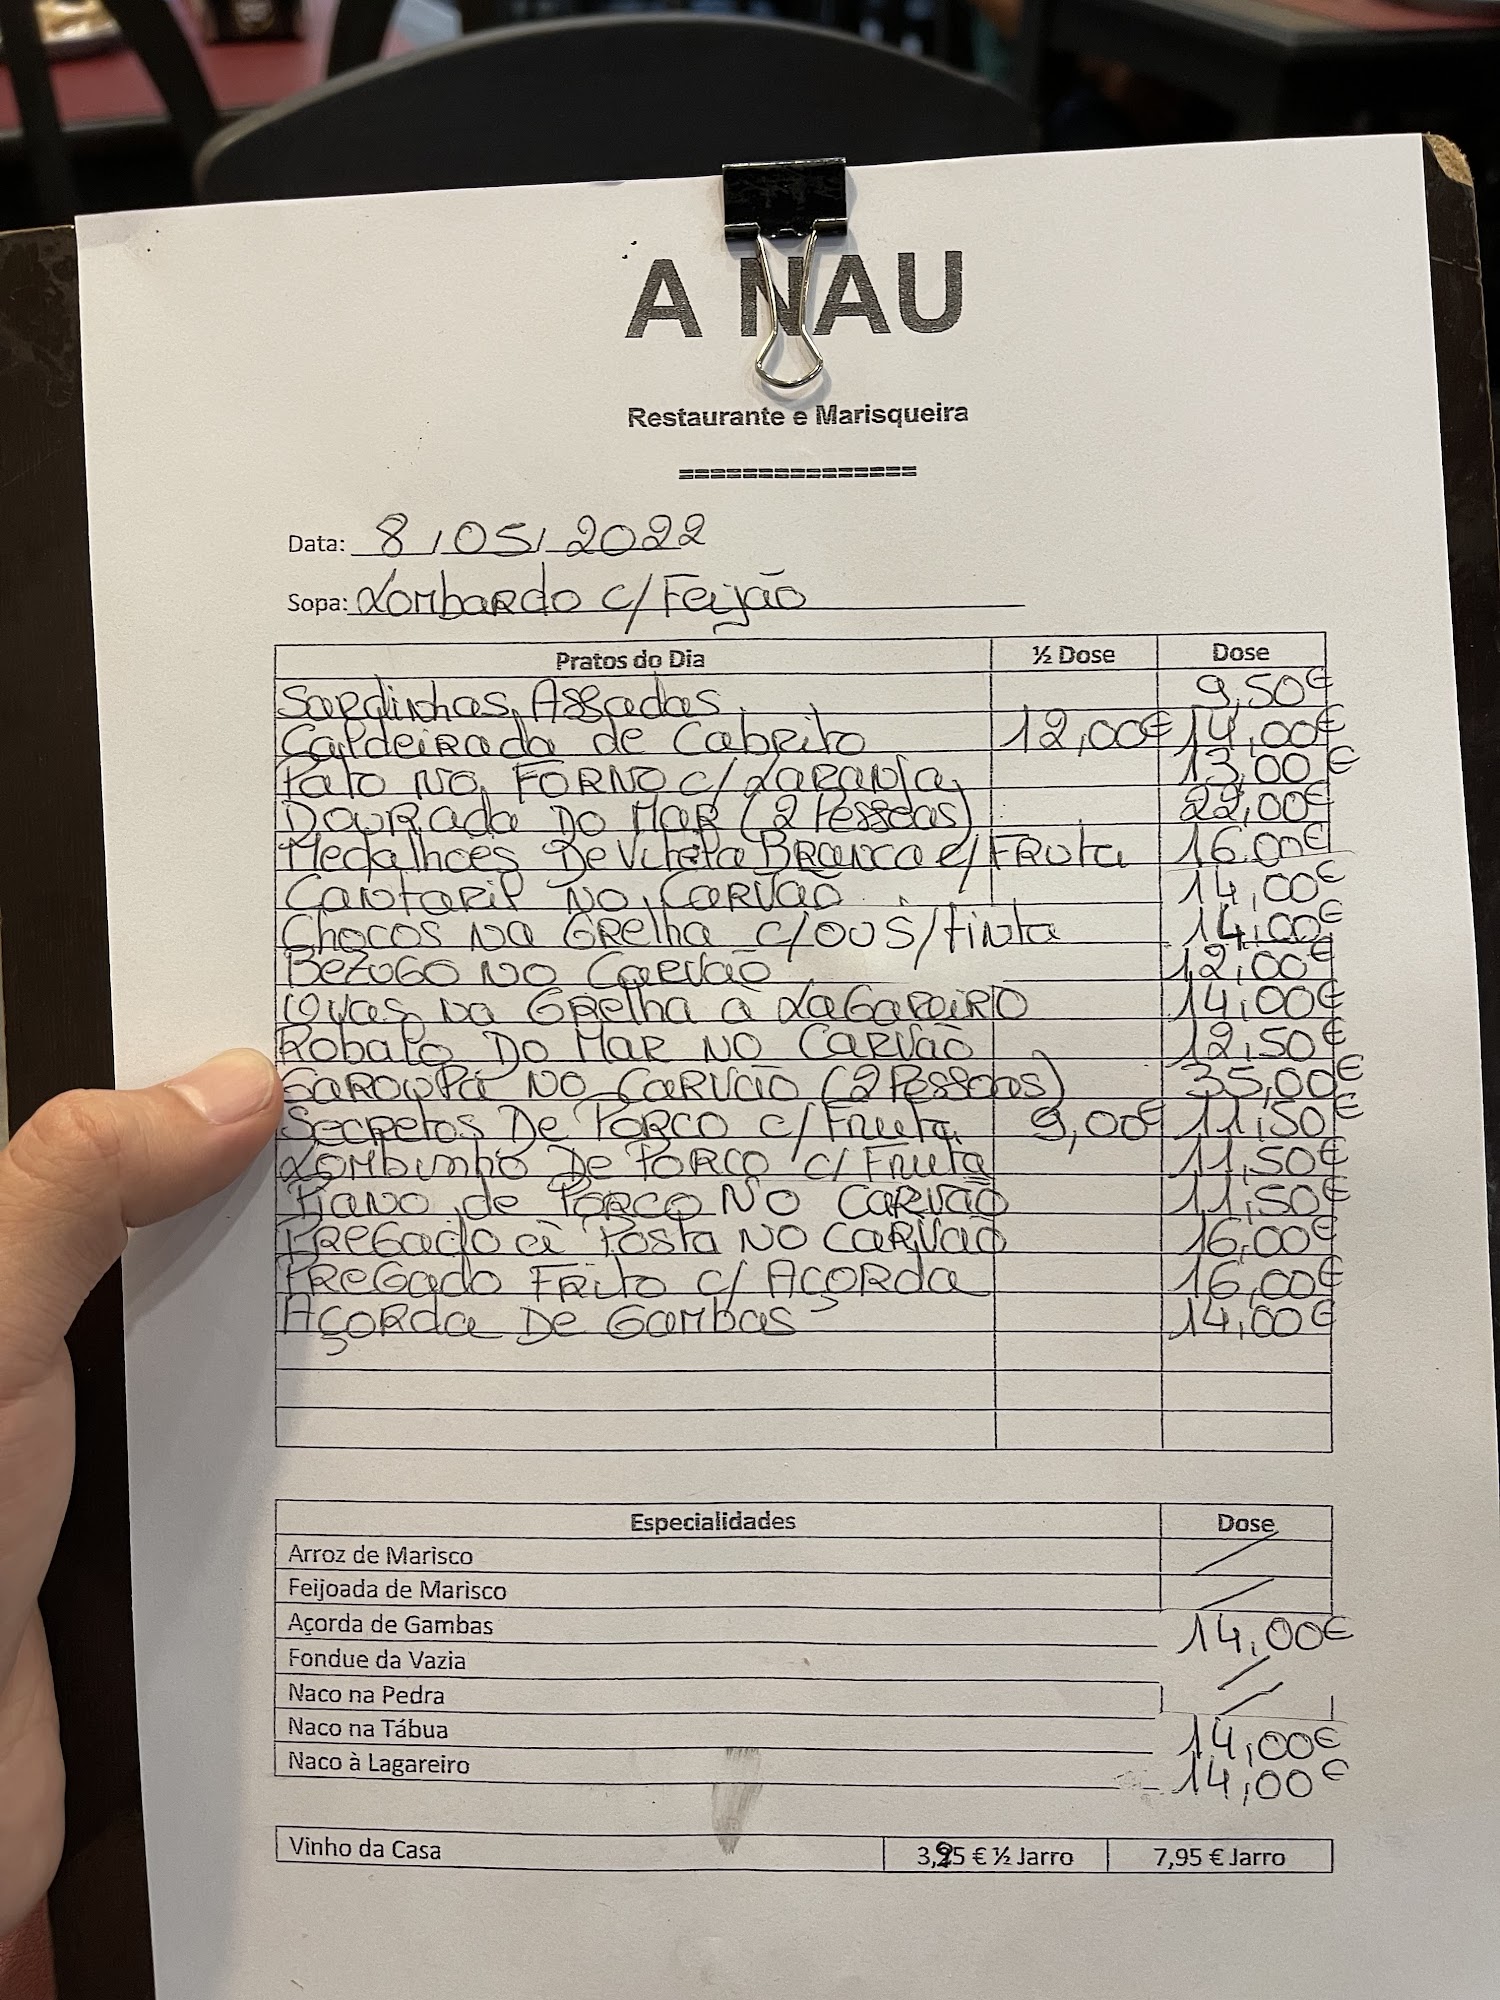 A NAU
Restaurante e Marisqueira
===============
Data: 8/05/2022
Sopa: Lombardo c/Feijão
Pratos do Dia ½ Dose Dose
Sardinhas Assadas 9,50€
Caldeirada de Cabrito 12,00€ 14,00€
Pato NO FORNO c/Laranja 13,00€
Dourada Do MAR (2 Pessoas) 22,00€
Medalhoes De Vitela BRanca c/FRuta 16.00€
Cantaril NO CARVão 14,00€
Chocos Na GRelha c/ou S/tinta 14,00€
BezuGO NO CaRvão 12,00€
Ovas na GRelha a LaGareiRO 14,00€
Robalo Do MAR NO CARVão 12,50€
GaRoupa NO CARVão (2 Pessoas) 35,00€
Secretos De PORCO c/Fruta 9,00€ 11,50€
Lombinho De PORCO c/Fruta 11,50€
Piano de PORCO NO CARVão 11,50€
PReGado à Posta NO CARVão 16,00€
PReGado FRito c/ AÇORda 16,00€
AÇORda De Gambas 14,00€
Especialidades Dose
Arroz de Marisco /
Feijoada de Marisco /
Açorda de Gambas 14,00€
Fondue da Vazia /
Naco na Pedra /
Naco na Tábua 14,00€
Naco à Lagareiro 14,00€
Vinho da Casa 3,95 € ½ Jarro 7,95 € Jarro